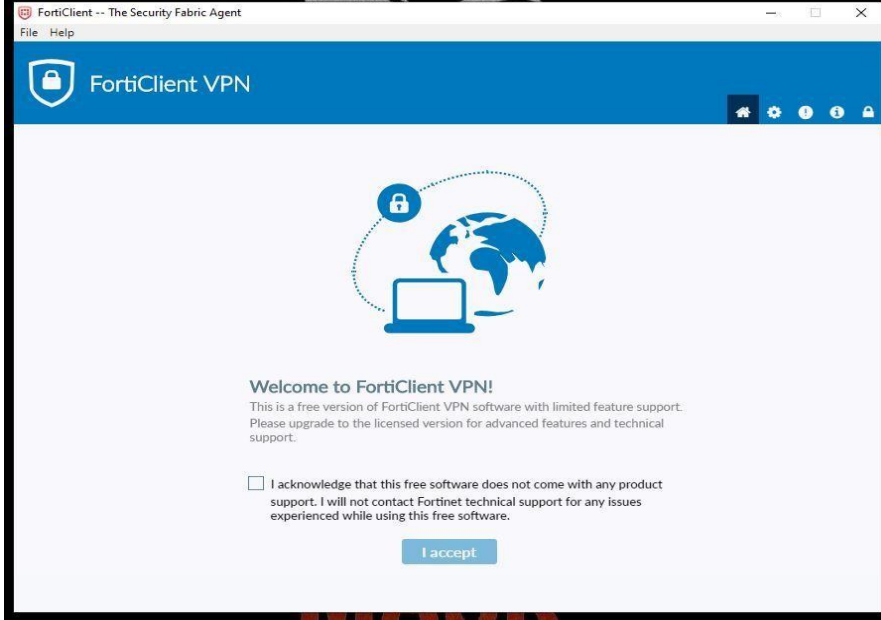 FortiClient -- The Security Fabric Agent
File Help
FortiClient VPN
Welcome to FortiClient VPN!
This is a free version of FortiClient VPN software with limited feature support.
Please upgrade to the licensed version for advanced features and technical
support.
I acknowledge that this free software does not come with any product
support. I will not contact Fortinet technical support for any issues
experienced while using this free software.
I accept